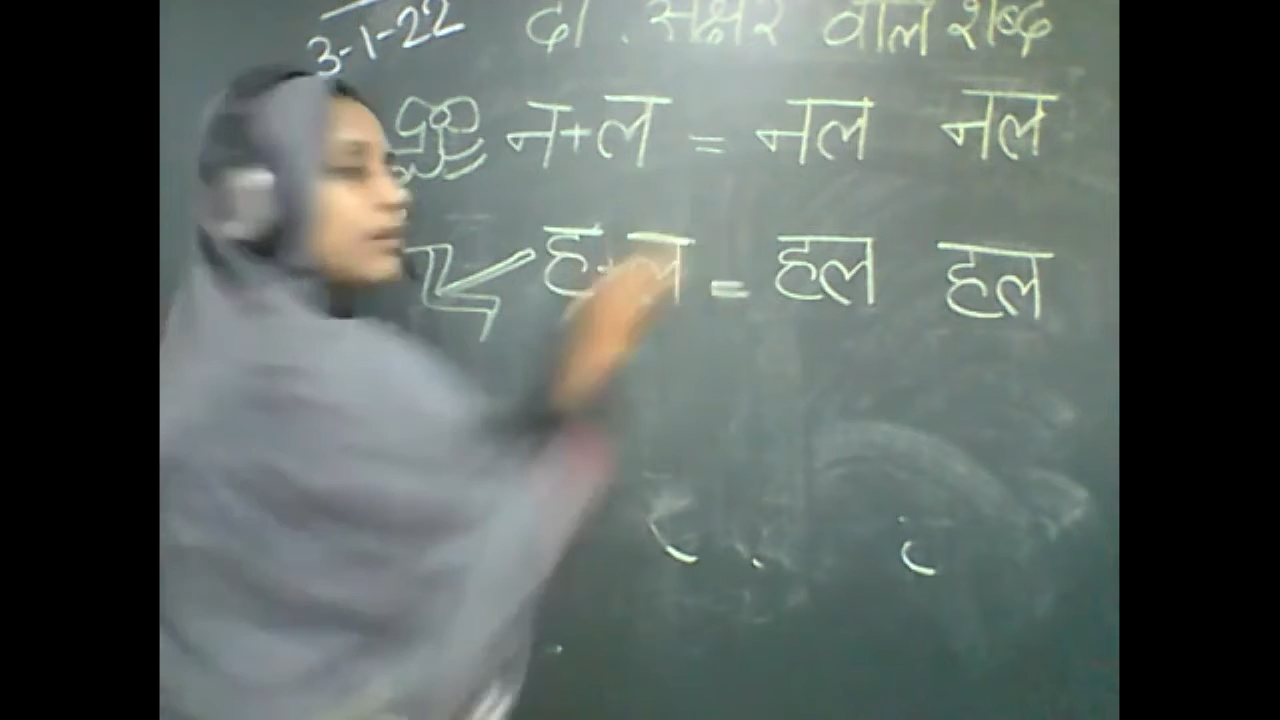 3-1-22 दो अक्षर वाले शब्द
न+ल = नल नल
ह+ल = हल हल